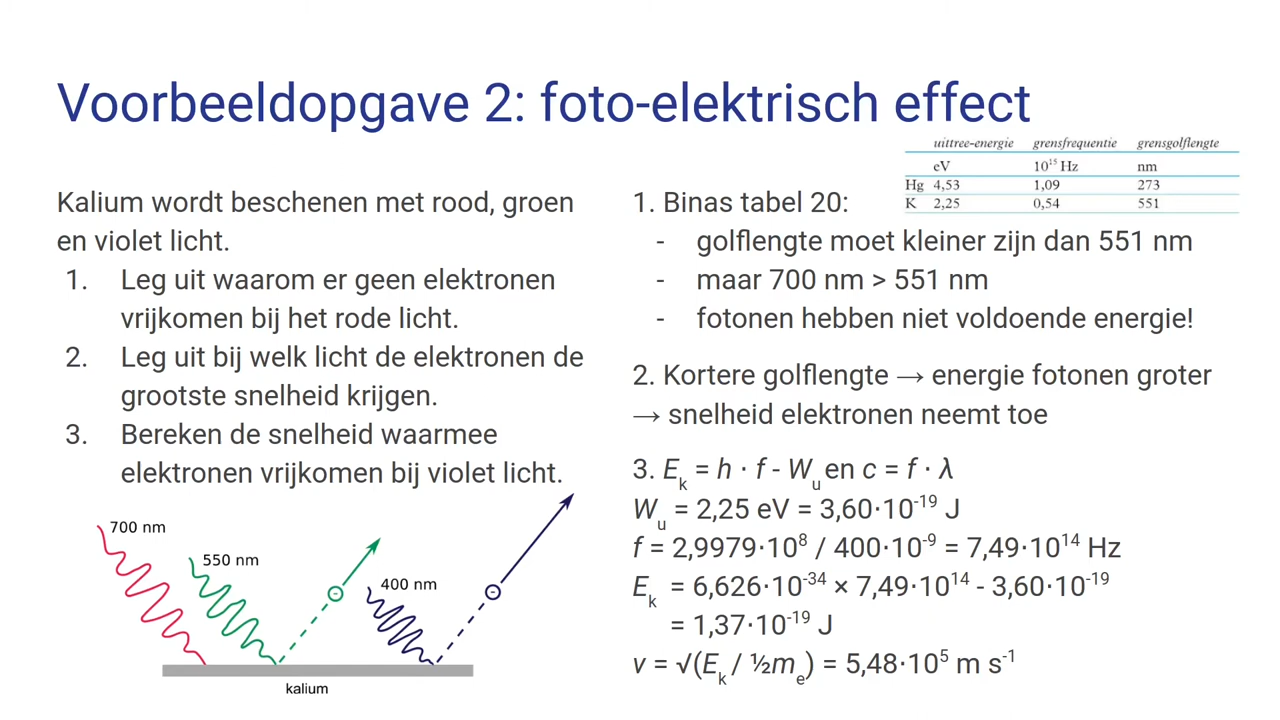 Voorbeeldopgave 2: foto-elektrisch effect
uittree-energie grensfrequentie grensgolflengte
eV 10¹⁵ Hz nm
Hg 4,53 1,09 273
K 2,25 0,54 551
Kalium wordt beschenen met rood, groen
en violet licht.
1. Leg uit waarom er geen elektronen
vrijkomen bij het rode licht.
2. Leg uit bij welk licht de elektronen de
grootste snelheid krijgen.
3. Bereken de snelheid waarmee
elektronen vrijkomen bij violet licht.
700 nm
550 nm
400 nm
kalium
1. Binas tabel 20:
- golflengte moet kleiner zijn dan 551 nm
- maar 700 nm > 551 nm
- fotonen hebben niet voldoende energie!
2. Kortere golflengte → energie fotonen groter
→ snelheid elektronen neemt toe
3. Eₖ = h · f - Wᵤ en c = f · λ
Wᵤ = 2,25 eV = 3,60·10⁻¹⁹ J
f = 2,9979·10⁸ / 400·10⁻⁹ = 7,49·10¹⁴ Hz
Eₖ = 6,626·10⁻³⁴ × 7,49·10¹⁴ - 3,60·10⁻¹⁹
= 1,37·10⁻¹⁹ J
v = √(Eₖ / ½mₑ) = 5,48·10⁵ m s⁻¹